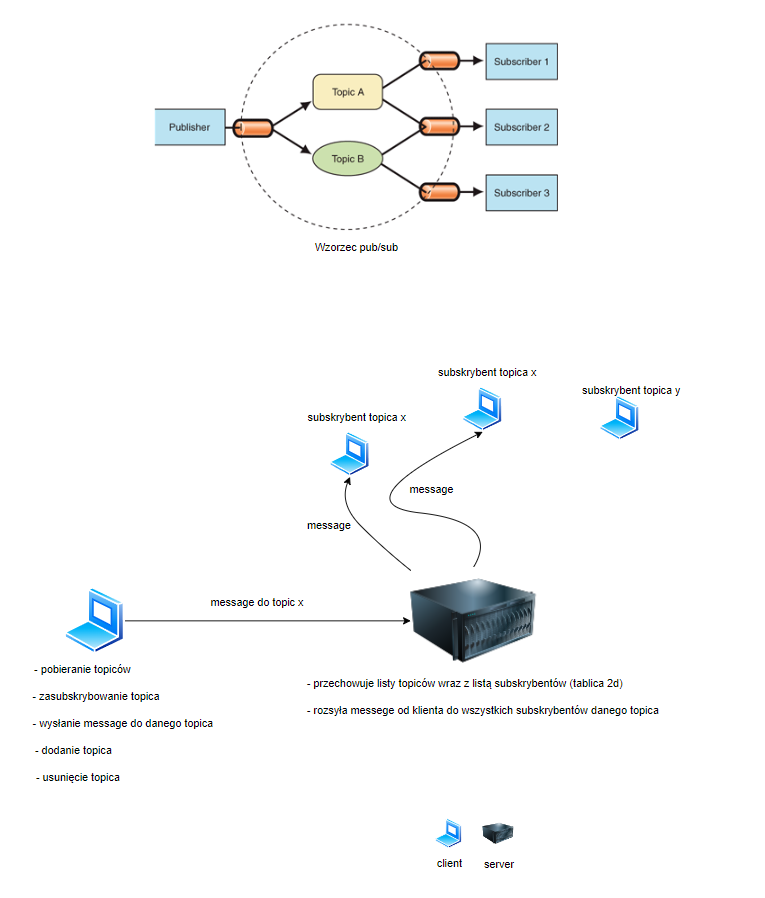 Subscriber 1
Topic A
Publisher
Subscriber 2
Topic B
Subscriber 3
Wzorzec pub/sub
subskrybent topica x
subskrybent topica y
subskrybent topica x
message
message
message do topic x
- pobieranie topiców
- zasubskrybowanie topica
- wysłanie message do danego topica
- dodanie topica
- usunięcie topica
- przechowuje listy topiców wraz z listą subskrybentów (tablica 2d)
- rozsyła messege od klienta do wszystkich subskrybentów danego topica
client
server